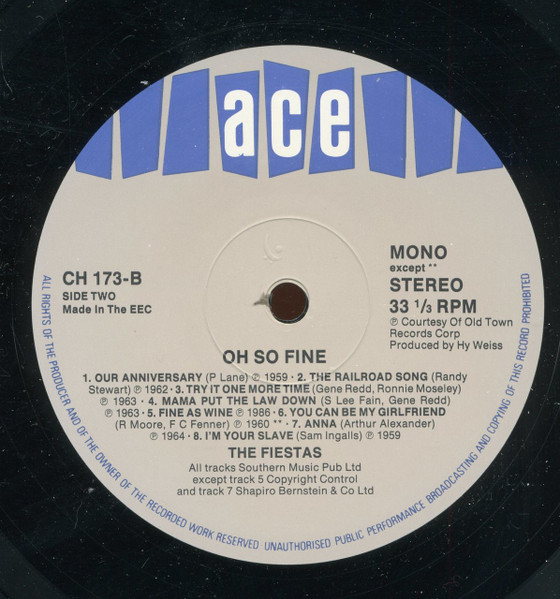 ace
CH 173-B
SIDE TWO
Made In The EEC
MONO
except **
STEREO
33 1/3 RPM
℗ Courtesy Of Old Town
Records Corp
Produced by Hy Weiss
OH SO FINE
1. OUR ANNIVERSARY (P Lane) ℗ 1959 · 2. THE RAILROAD SONG (Randy
Stewart) ℗ 1962 · 3. TRY IT ONE MORE TIME (Gene Redd, Ronnie Moseley)
℗ 1963 · 4. MAMA PUT THE LAW DOWN (S Lee Fain, Gene Redd)
℗ 1963 · 5. FINE AS WINE ℗ 1986 · 6. YOU CAN BE MY GIRLFRIEND
(R Moore, F C Fenner) ℗ 1960 ** · 7. ANNA (Arthur Alexander)
℗ 1964 · 8. I'M YOUR SLAVE (Sam Ingalls) ℗ 1959
THE FIESTAS
All tracks Southern Music Pub Ltd
except track 5 Copyright Control
and track 7 Shapiro Bernstein & Co Ltd
ALL RIGHTS OF THE PRODUCER AND OF THE OWNER OF THE RECORDED WORK RESERVED UNAUTHORISED PUBLIC PERFORMANCE BROADCASTING AND COPYING OF THIS RECORD PROHIBITED